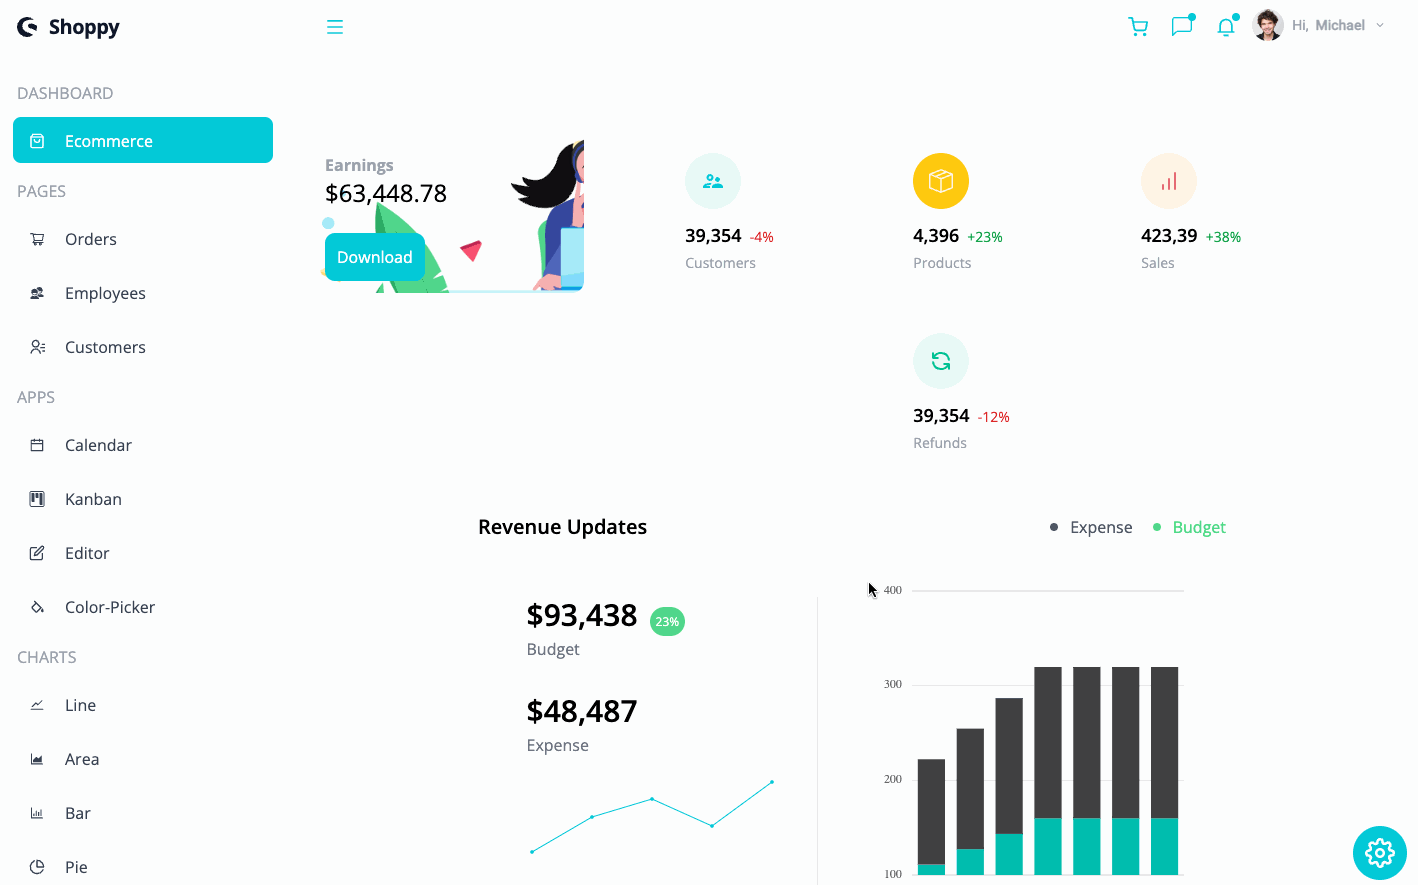 Shoppy
Hi, Michael
DASHBOARD
Ecommerce
PAGES
Orders
Employees
Customers
APPS
Calendar
Kanban
Editor
Color-Picker
CHARTS
Line
Area
Bar
Pie
Earnings
$63,448.78
Download
39,354 -4%
Customers
4,396 +23%
Products
423,39 +38%
Sales
39,354 -12%
Refunds
Revenue Updates
Expense
Budget
$93,438 23%
Budget
$48,487
Expense
400
300
200
100